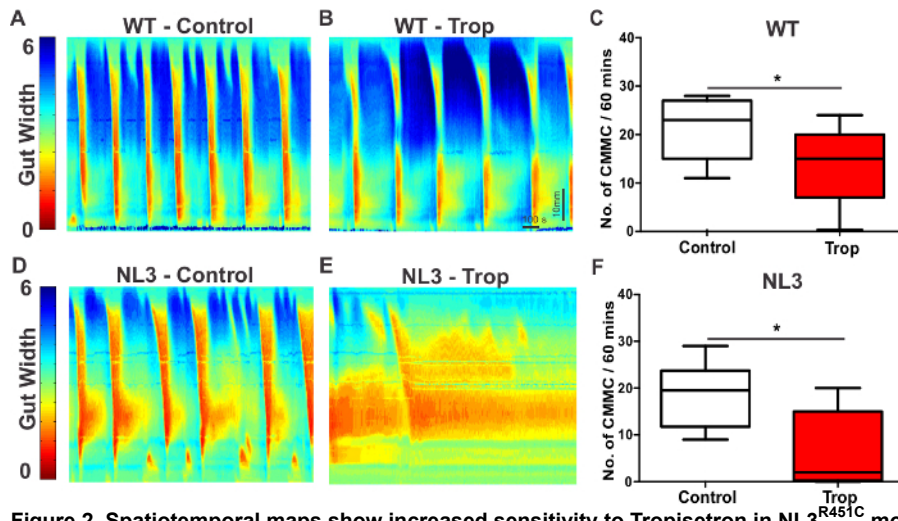 A
WT - Control
B
WT - Trop
C
WT
6
Gut Width
0
10mm
100 s
No. of CMMC / 60 mins
40
30
20
10
0
*
Control
Trop
D
NL3 - Control
E
NL3 - Trop
F
NL3
6
Gut Width
0
No. of CMMC / 60 mins
40
30
20
10
0
*
Control
Trop
Figure 2. Spatiotemporal maps show increased sensitivity to Tropisetron in NL3R451C